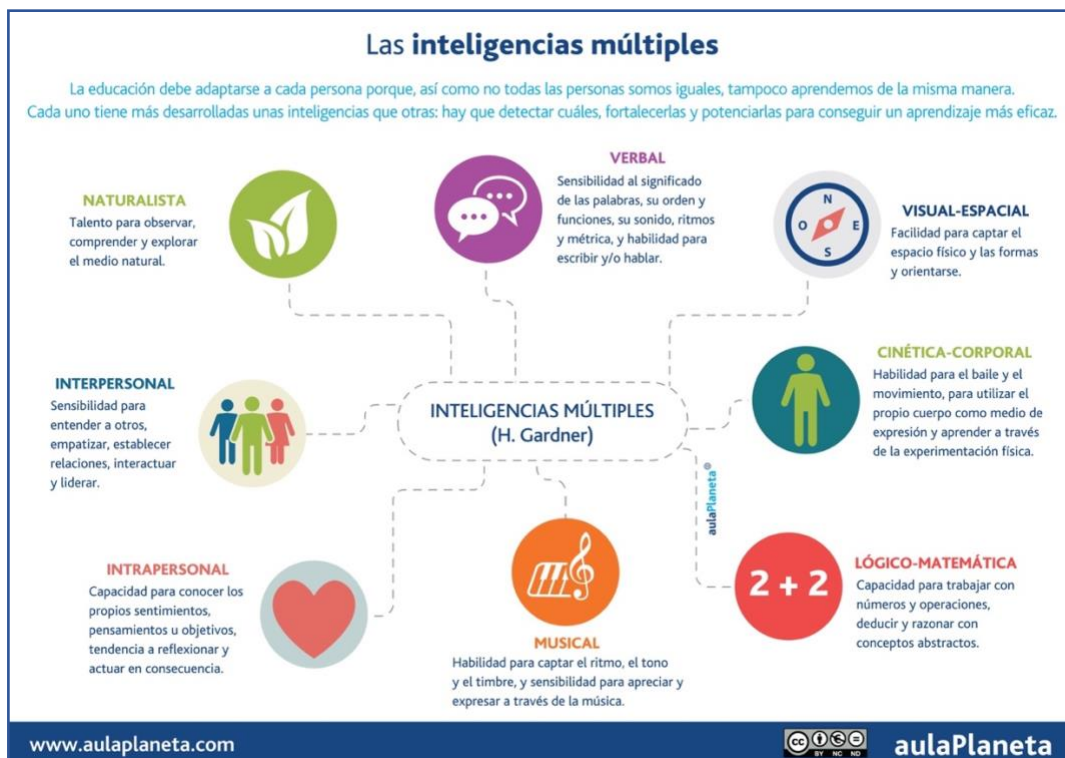 Las inteligencias múltiples
La educación debe adaptarse a cada persona porque, así como no todas las personas somos iguales, tampoco aprendemos de la misma manera.
Cada uno tiene más desarrolladas unas inteligencias que otras: hay que detectar cuáles, fortalecerlas y potenciarlas para conseguir un aprendizaje más eficaz.
NATURALISTA
Talento para observar,
comprender y explorar
el medio natural.
VERBAL
Sensibilidad al significado
de las palabras, su orden y
funciones, su sonido, ritmos
y métrica, y habilidad para
escribir y/o hablar.
N
O
E
S
VISUAL-ESPACIAL
Facilidad para captar el
espacio físico y las formas
y orientarse.
INTERPERSONAL
Sensibilidad para
entender a otros,
empatizar, establecer
relaciones, interactuar
y liderar.
INTELIGENCIAS MÚLTIPLES
(H. Gardner)
CINÉTICA-CORPORAL
Habilidad para el baile y el
movimiento, para utilizar el
propio cuerpo como medio de
expresión y aprender a través
de la experimentación física.
aulaPlaneta
INTRAPERSONAL
Capacidad para conocer los
propios sentimientos,
pensamientos u objetivos,
tendencia a reflexionar y
actuar en consecuencia.
MUSICAL
Habilidad para captar el ritmo, el tono
y el timbre, y sensibilidad para apreciar y
expresar a través de la música.
2 + 2
LÓGICO-MATEMÁTICA
Capacidad para trabajar con
números y operaciones,
deducir y razonar con
conceptos abstractos.
www.aulaplaneta.com
cc
BY NC ND
aulaPlaneta